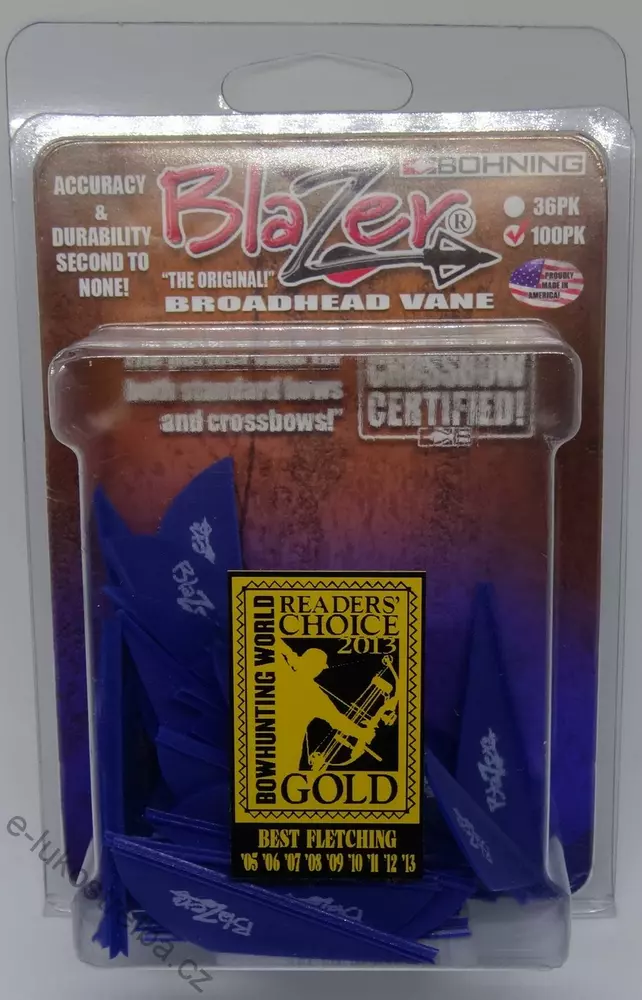 BOHNING
ACCURACY
&
DURABILITY
SECOND TO
NONE!
BlaZer®
"THE ORIGINAL!"
BROADHEAD VANE
36PK
100PK
PROUDLY
MADE IN
AMERICA!
both standard bows
and crossbows!"
CROSSBOW
CERTIFIED!
BOWHUNTING WORLD
READERS'
CHOICE
2013
GOLD
BEST FLETCHING
'05 '06 '07 '08 '09 '10 '11 '12 '13
BlaZer
BlaZer